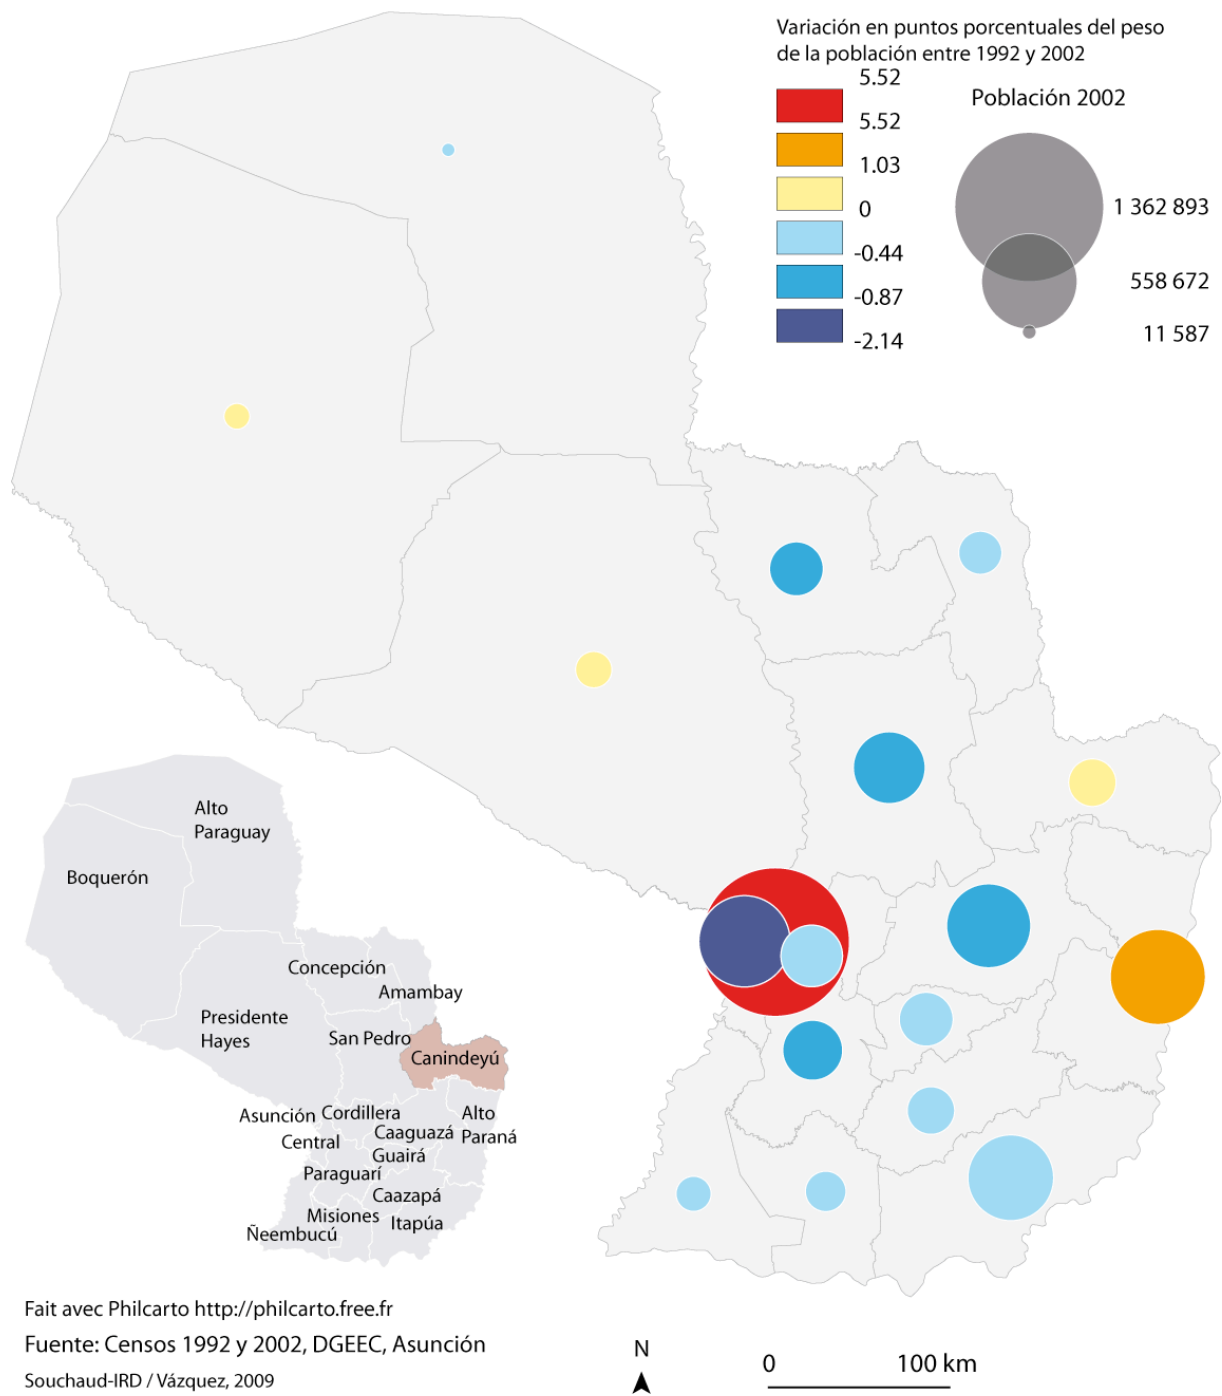 Variación en puntos porcentuales del peso
de la población entre 1992 y 2002
5.52
5.52
1.03
0
-0.44
-0.87
-2.14
Población 2002
1 362 893
558 672
11 587
Alto
Paraguay
Boquerón
Concepción
Amambay
Presidente
Hayes
San Pedro
Canindeyú
Asunción
Cordillera
Alto
Paraná
Central
Caaguazá
Guairá
Paraguarí
Caazapá
Misiones
Itapúa
Ñeembucú
Fait avec Philcarto http://philcarto.free.fr
Fuente: Censos 1992 y 2002, DGEEC, Asunción
Souchaud-IRD / Vázquez, 2009
N
0
100 km